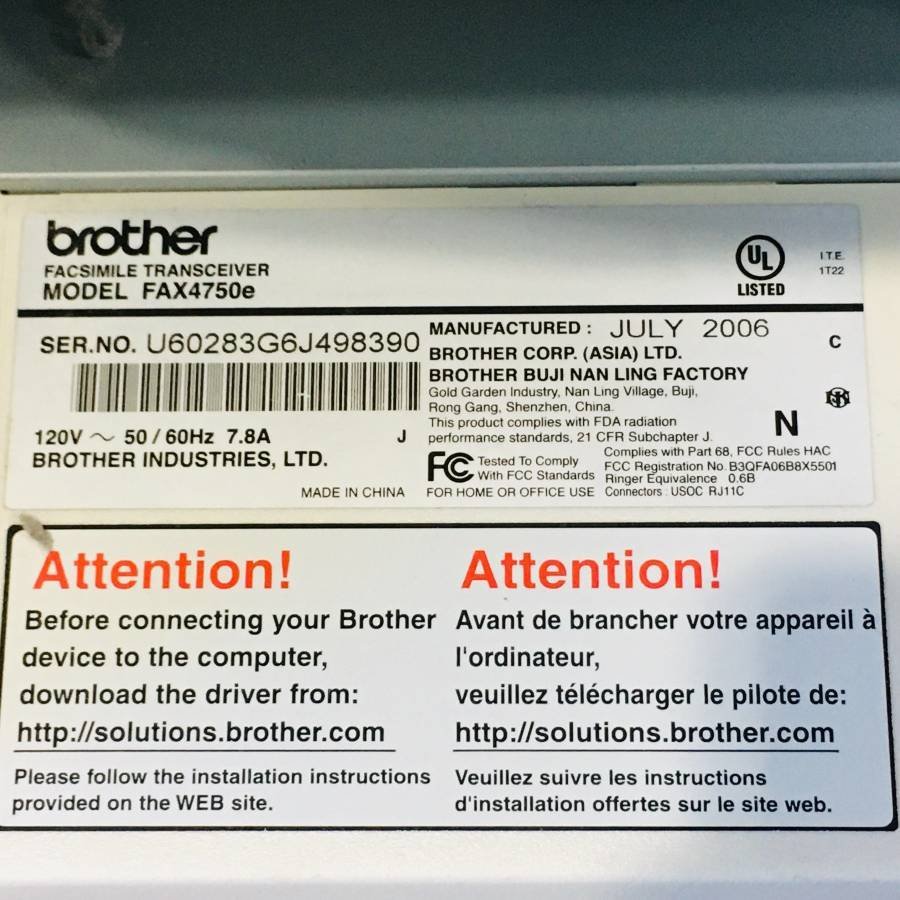 brother
FACSIMILE TRANSCEIVER
MODEL FAX4750e
UL
LISTED
I.T.E.
1T22
SER.NO. U60283G6J498390
120V ~ 50/60Hz 7.8A J
BROTHER INDUSTRIES, LTD.
MADE IN CHINA
MANUFACTURED : JULY 2006
BROTHER CORP. (ASIA) LTD.
BROTHER BUJI NAN LING FACTORY
Gold Garden Industry, Nan Ling Village, Buji,
Rong Gang, Shenzhen, China.
This product complies with FDA radiation
performance standards, 21 CFR Subchapter J.
C
N
FC Tested To Comply
With FCC Standards
FOR HOME OR OFFICE USE
Complies with Part 68, FCC Rules HAC
FCC Registration No. B3QFA06B8X5501
Ringer Equivalence 0.6B
Connectors : USOC RJ11C
Attention!
Before connecting your Brother
device to the computer,
download the driver from:
http://solutions.brother.com
Please follow the installation instructions
provided on the WEB site.
Attention!
Avant de brancher votre appareil à
l'ordinateur,
veuillez télécharger le pilote de:
http://solutions.brother.com
Veuillez suivre les instructions
d'installation offertes sur le site web.